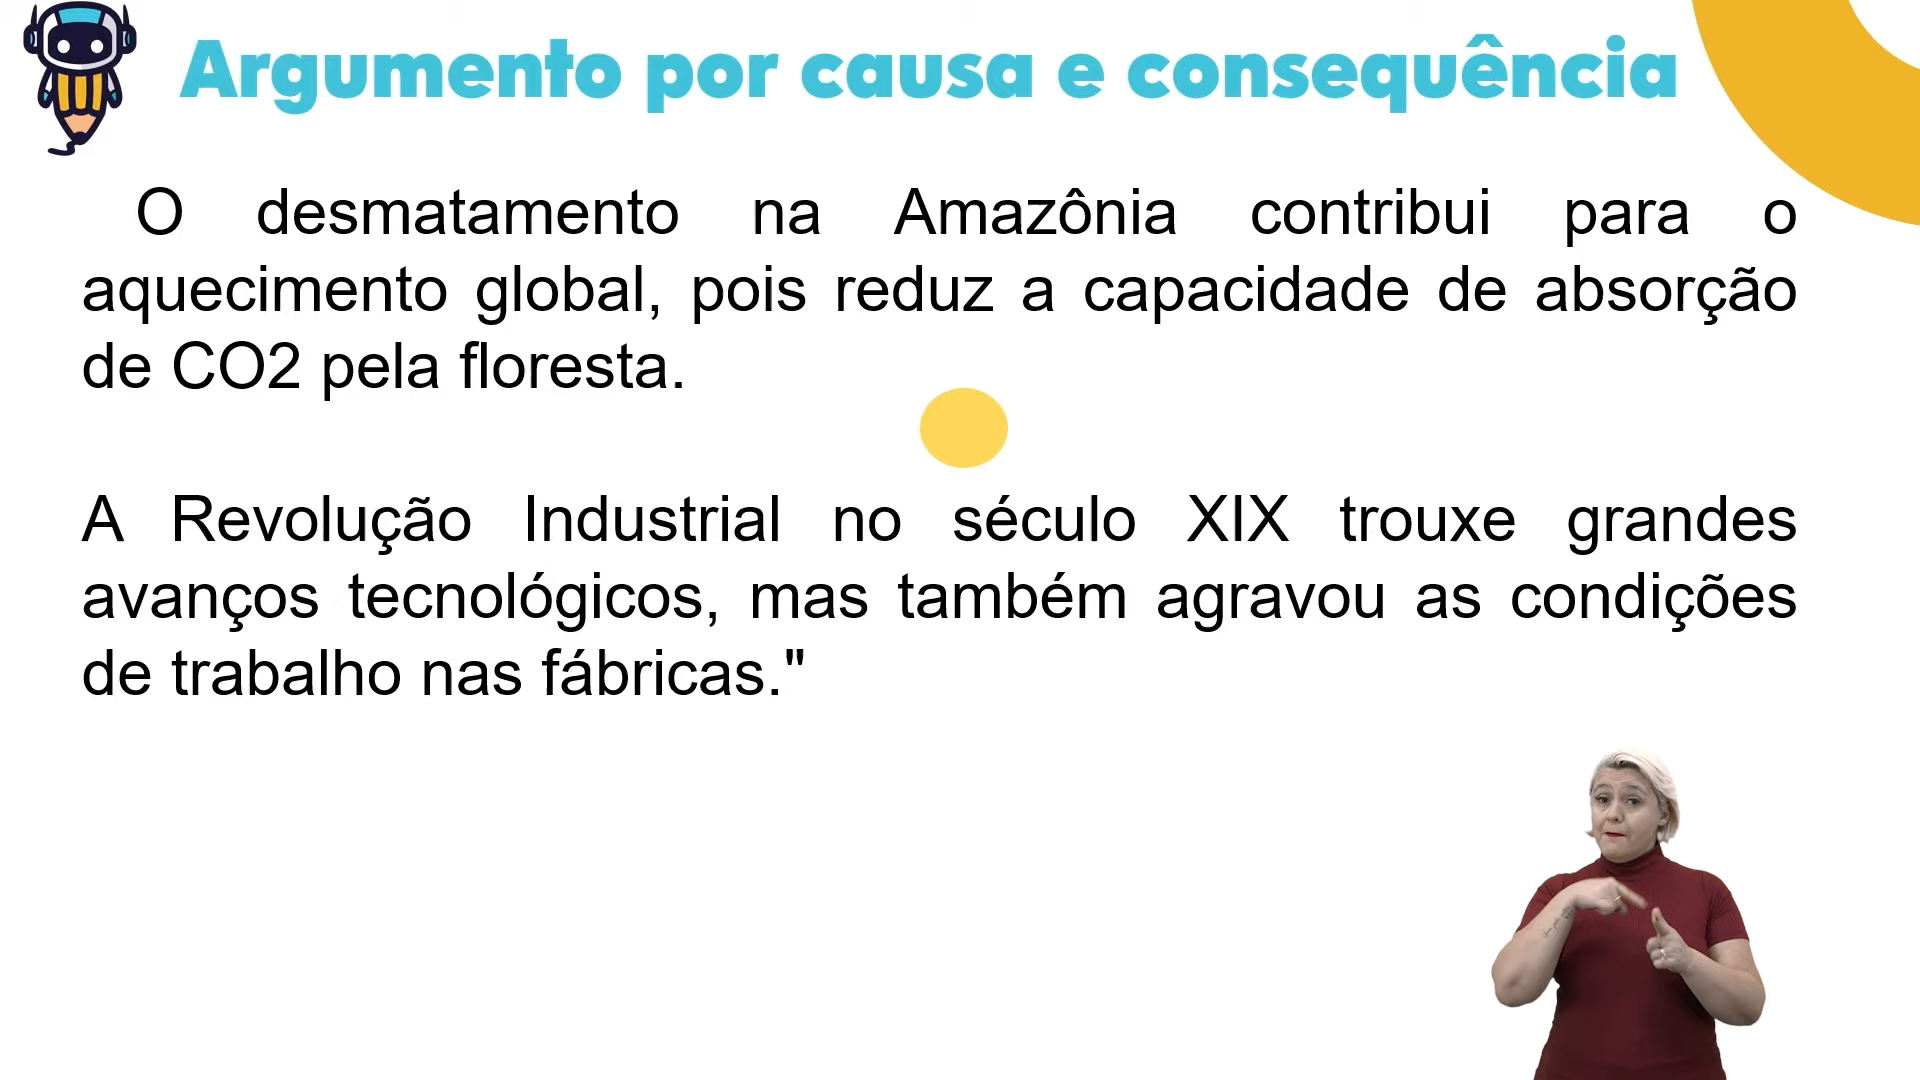 Argumento por causa e consequência
O desmatamento na Amazônia contribui para o
aquecimento global, pois reduz a capacidade de absorção
de CO2 pela floresta.
A Revolução Industrial no século XIX trouxe grandes
avanços tecnológicos, mas também agravou as condições
de trabalho nas fábricas."